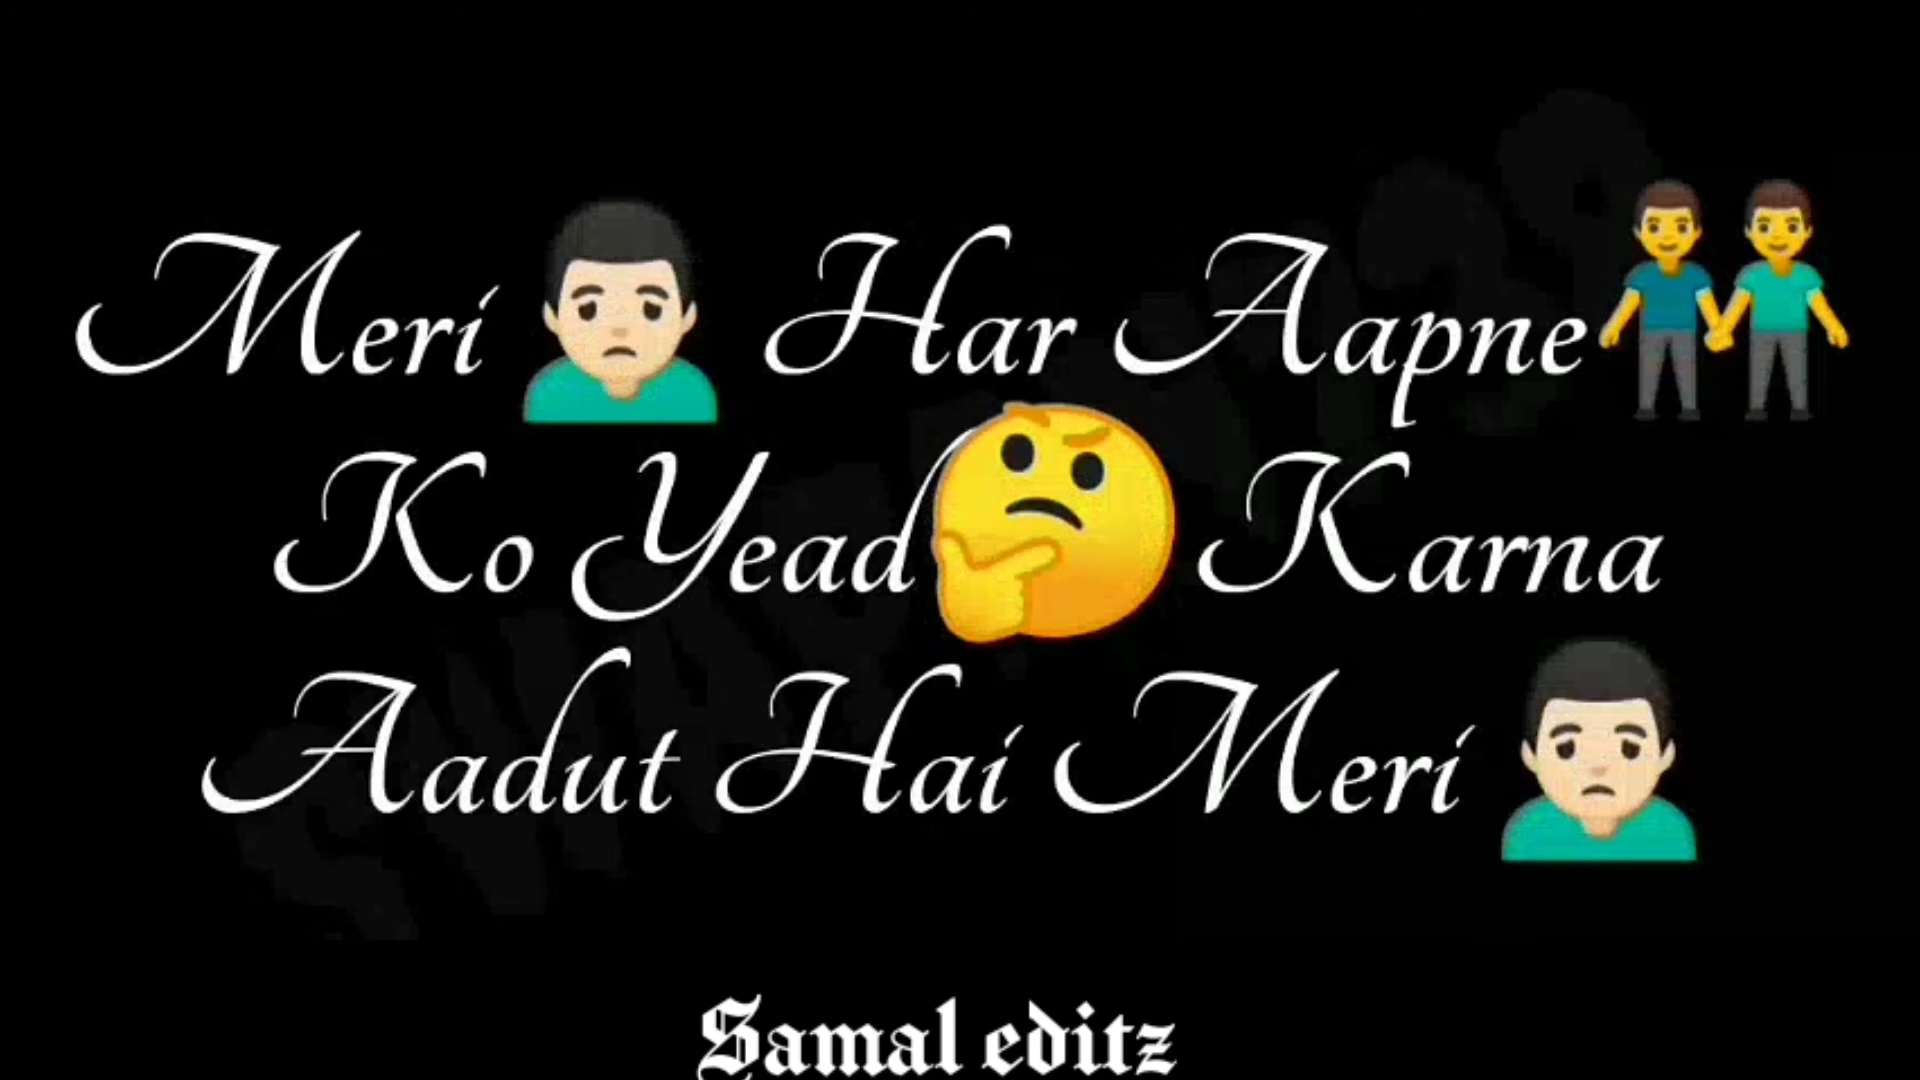 Meri 🙍🏻‍♂️ Har Aapne👬
Ko Yead🤔 Karna
Aadut Hai Meri 🙍🏻‍♂️
Samal editz